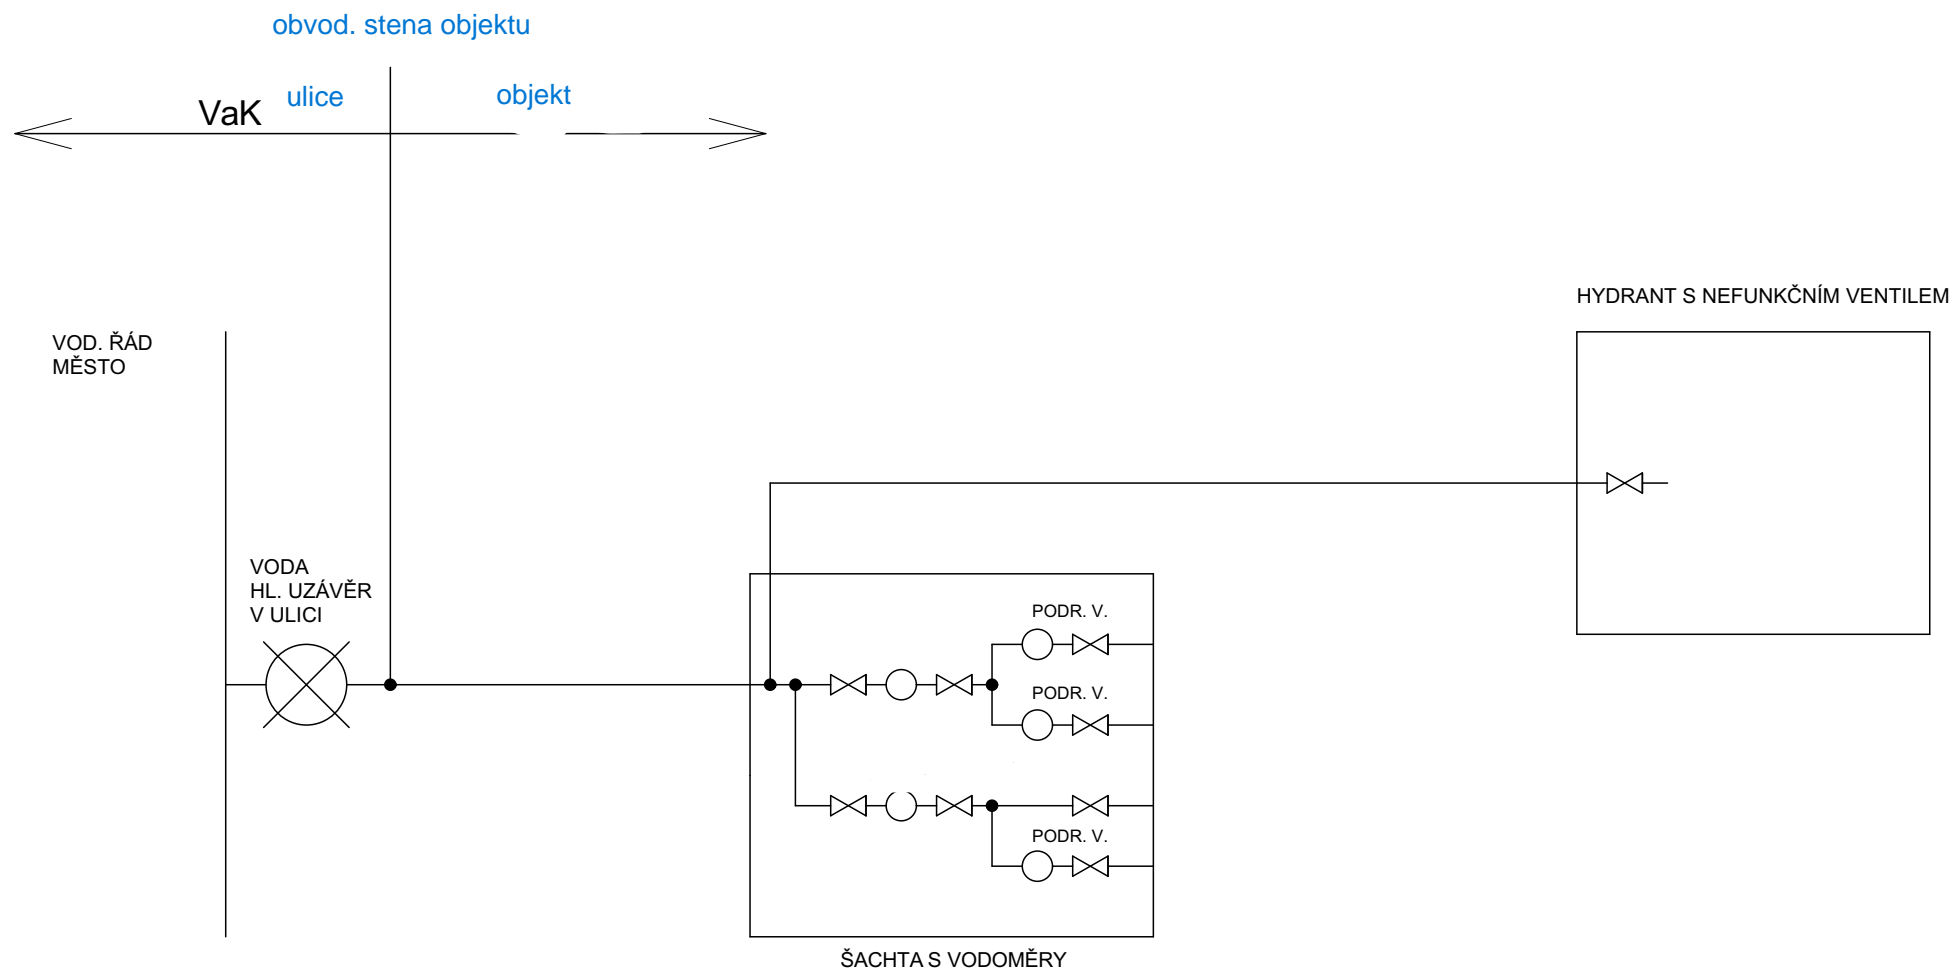 obvod. stena objektu
VaK ulice objekt
HYDRANT S NEFUNKČNÍM VENTILEM
VOD. ŘÁD
MĚSTO
VODA
HL. UZÁVĚR
V ULICI
PODR. V.
PODR. V.
PODR. V.
ŠACHTA S VODOMĚRY